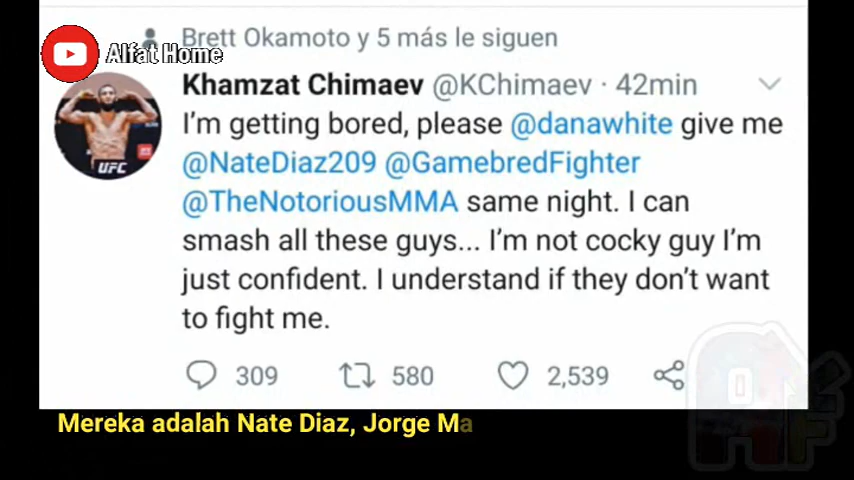 Brett Okamoto y 5 más le siguen
Alfat Home
Khamzat Chimaev @KChimaev · 42min
I'm getting bored, please @danawhite give me
@NateDiaz209 @GamebredFighter
@TheNotoriousMMA same night. I can
smash all these guys... I'm not cocky guy I'm
just confident. I understand if they don't want
to fight me.
UFC
309 580 2,539
Mereka adalah Nate Diaz, Jorge Ma